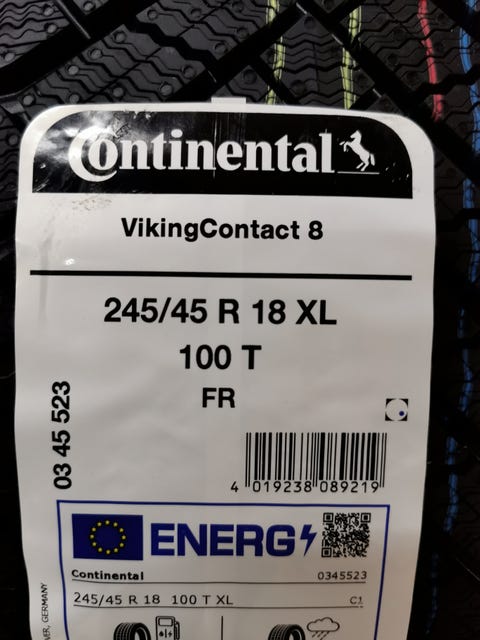 Continental
VikingContact 8
245/45 R 18 XL
100 T
FR
03 45 523
4 019238 089219
ENERG
Continental 0345523
245/45 R 18 100 T XL C1
GERMANY